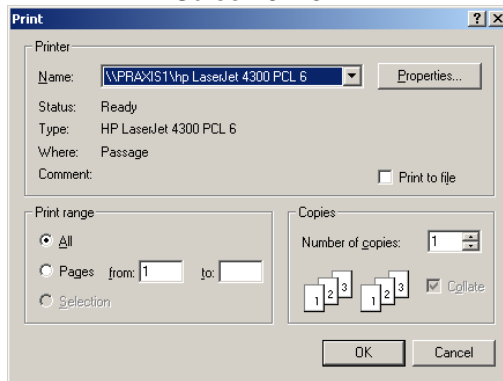 Print
Printer
Name: \\PRAXIS1\hp LaserJet 4300 PCL 6 Properties...
Status: Ready
Type: HP LaserJet 4300 PCL 6
Where: Passage
Comment: Print to file
Print range
All
Pages from: 1 to:
Selection
Copies
Number of copies: 1
1 2 3 1 2 3 Collate
OK Cancel